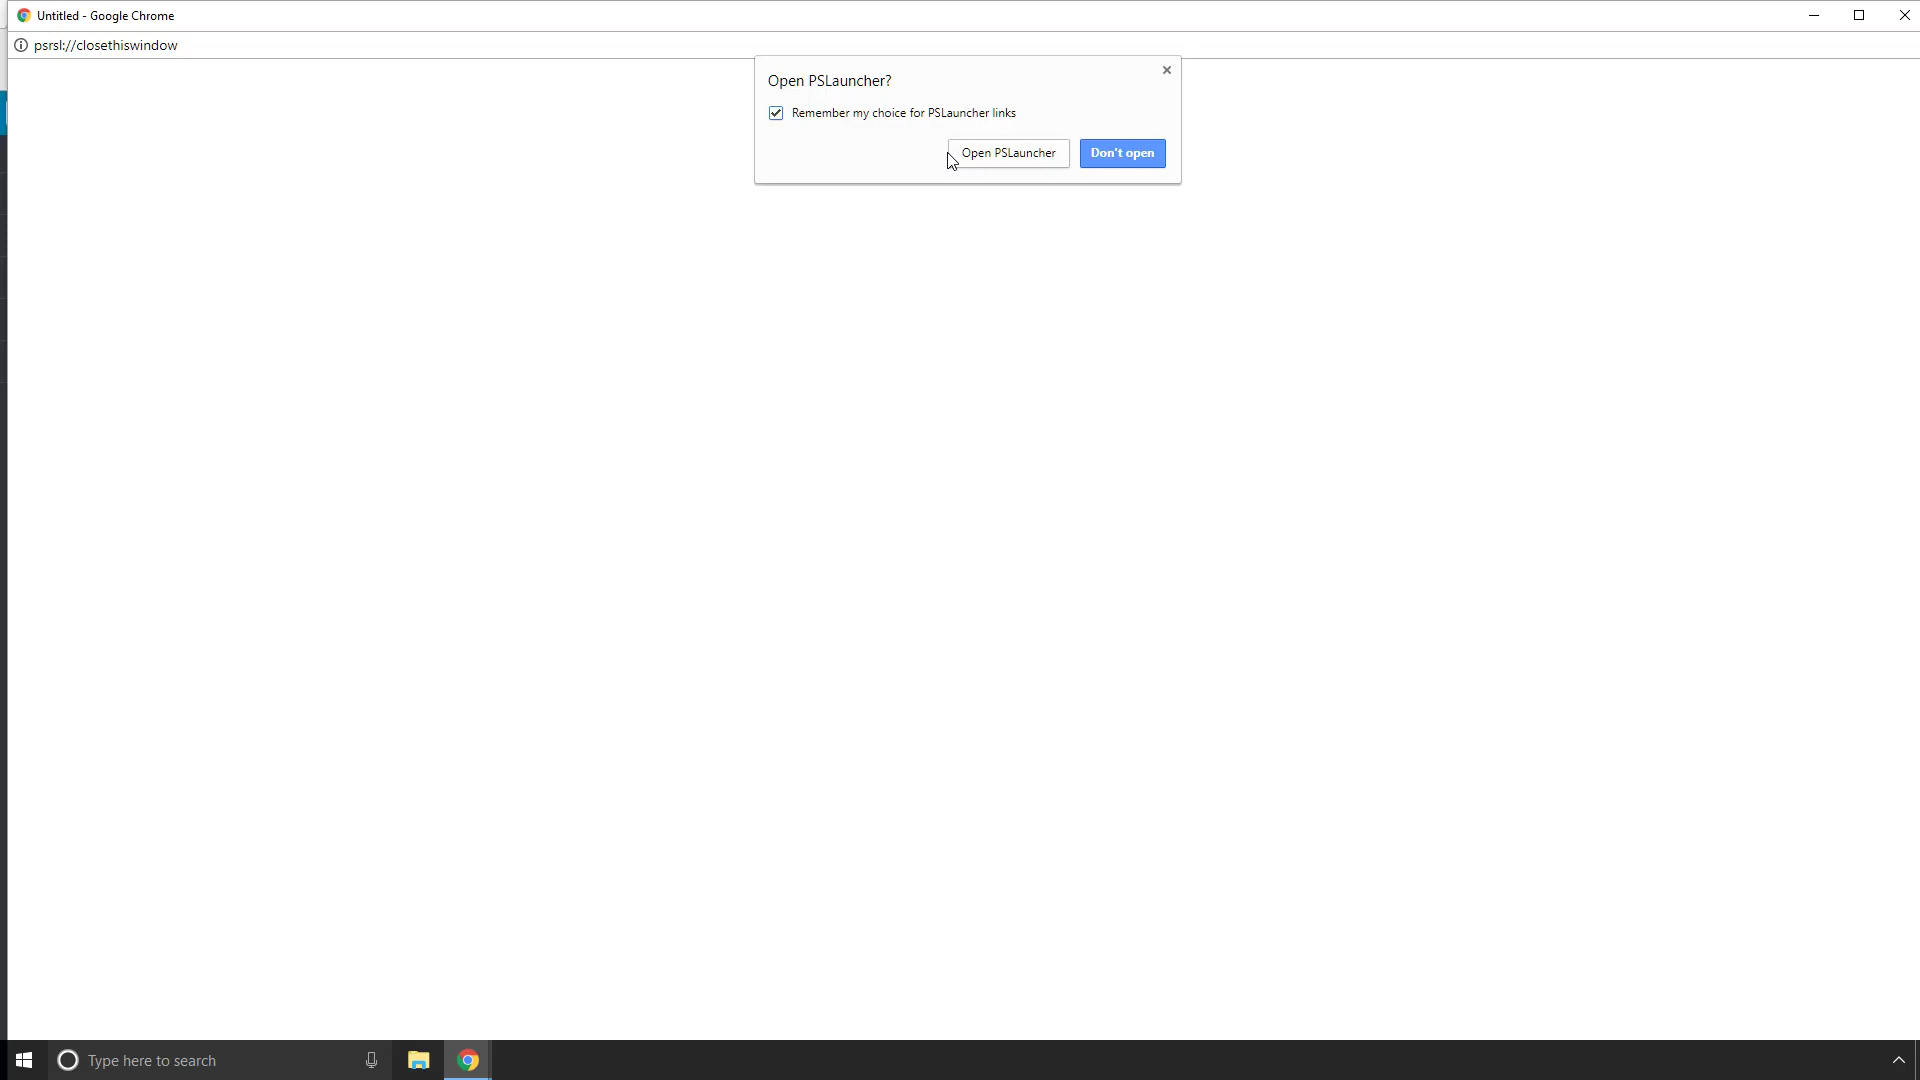 Untitled - Google Chrome
psrsl://closethiswindow
Open PSLauncher?
Remember my choice for PSLauncher links
Open PSLauncher
Don't open
Type here to search